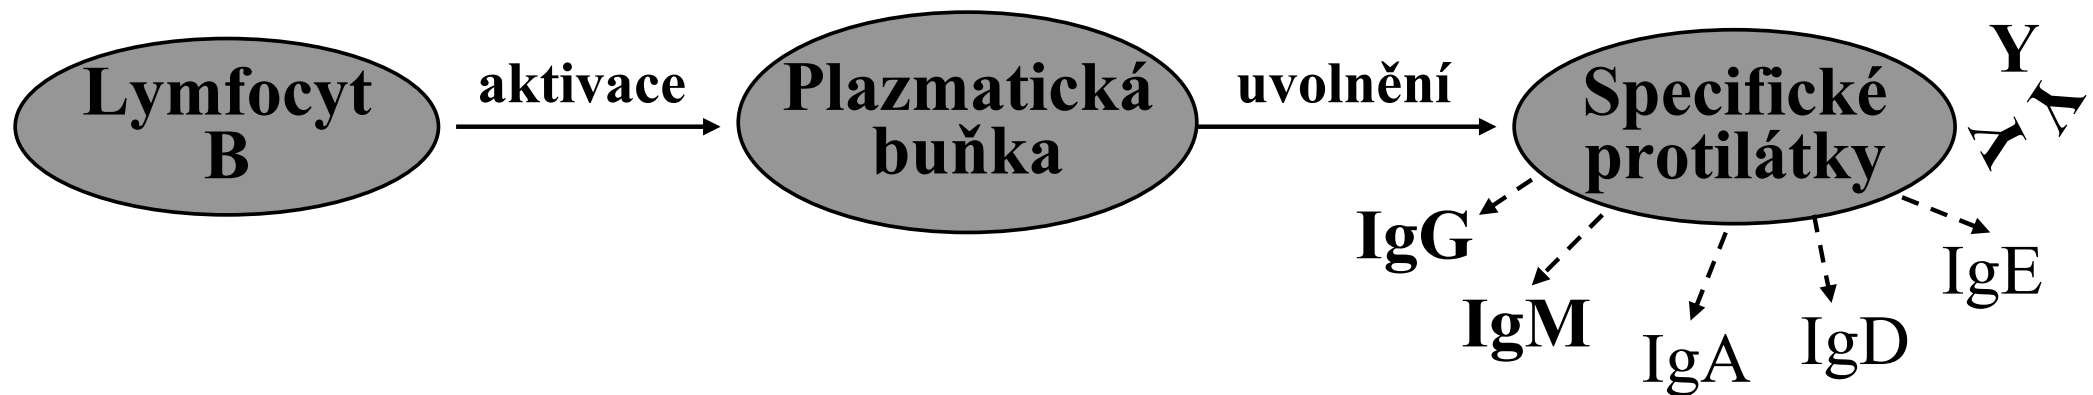 Lymfocyt
B
aktivace
Plazmatická
buňka
uvolnění
Specifické
protilátky
Y
Y
Y
IgG
IgM
IgA
IgD
IgE